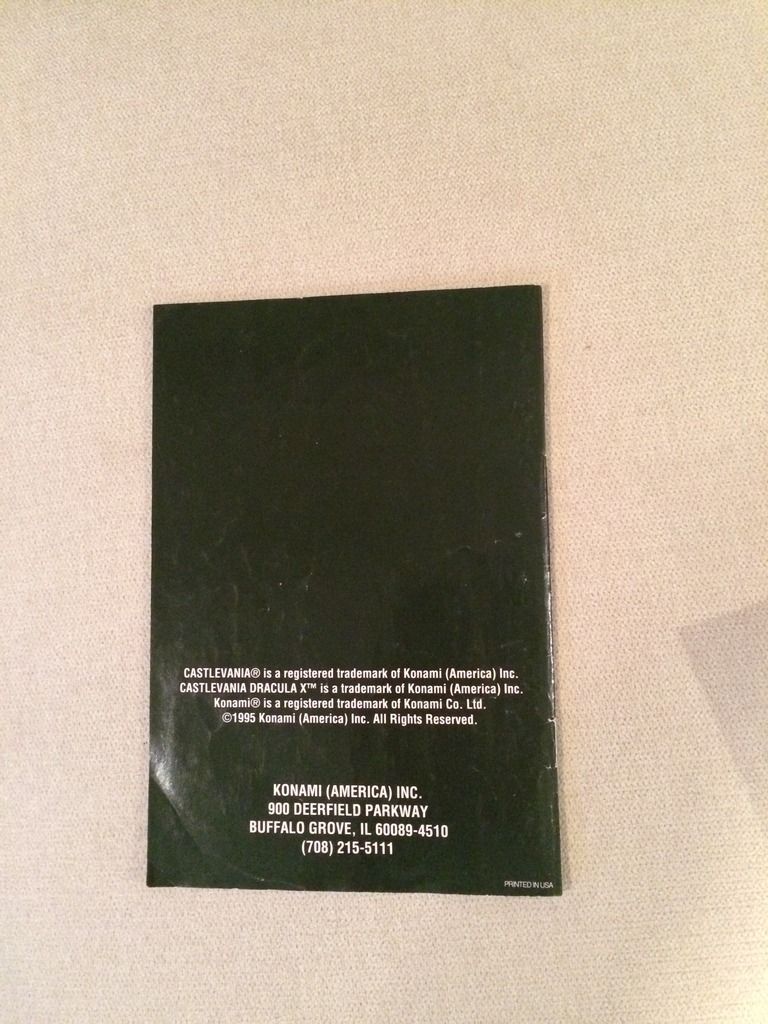 CASTLEVANIA® is a registered trademark of Konami (America) Inc.
CASTLEVANIA DRACULA X™ is a trademark of Konami (America) Inc.
Konami® is a registered trademark of Konami Co. Ltd.
©1995 Konami (America) Inc. All Rights Reserved.
KONAMI (AMERICA) INC.
900 DEERFIELD PARKWAY
BUFFALO GROVE, IL 60089-4510
(708) 215-5111
PRINTED IN USA